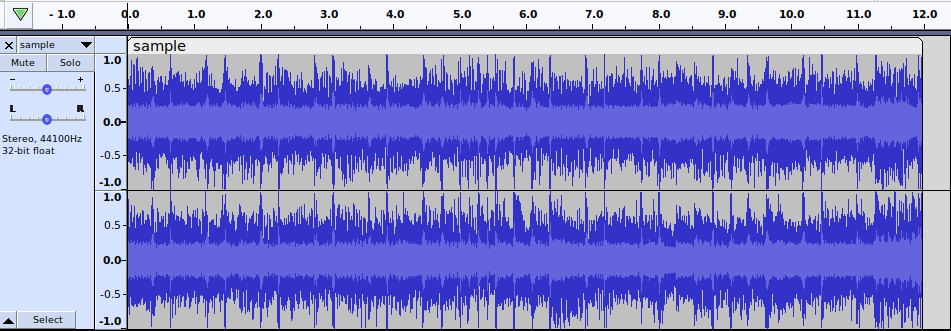 - 1.0 0.0 1.0 2.0 3.0 4.0 5.0 6.0 7.0 8.0 9.0 10.0 11.0 12.0
sample
sample
Mute Solo
- +
L R
Stereo, 44100Hz
32-bit float
Select
1.0
0.5
0.0
-0.5
-1.0
1.0
0.5
0.0
-0.5
-1.0